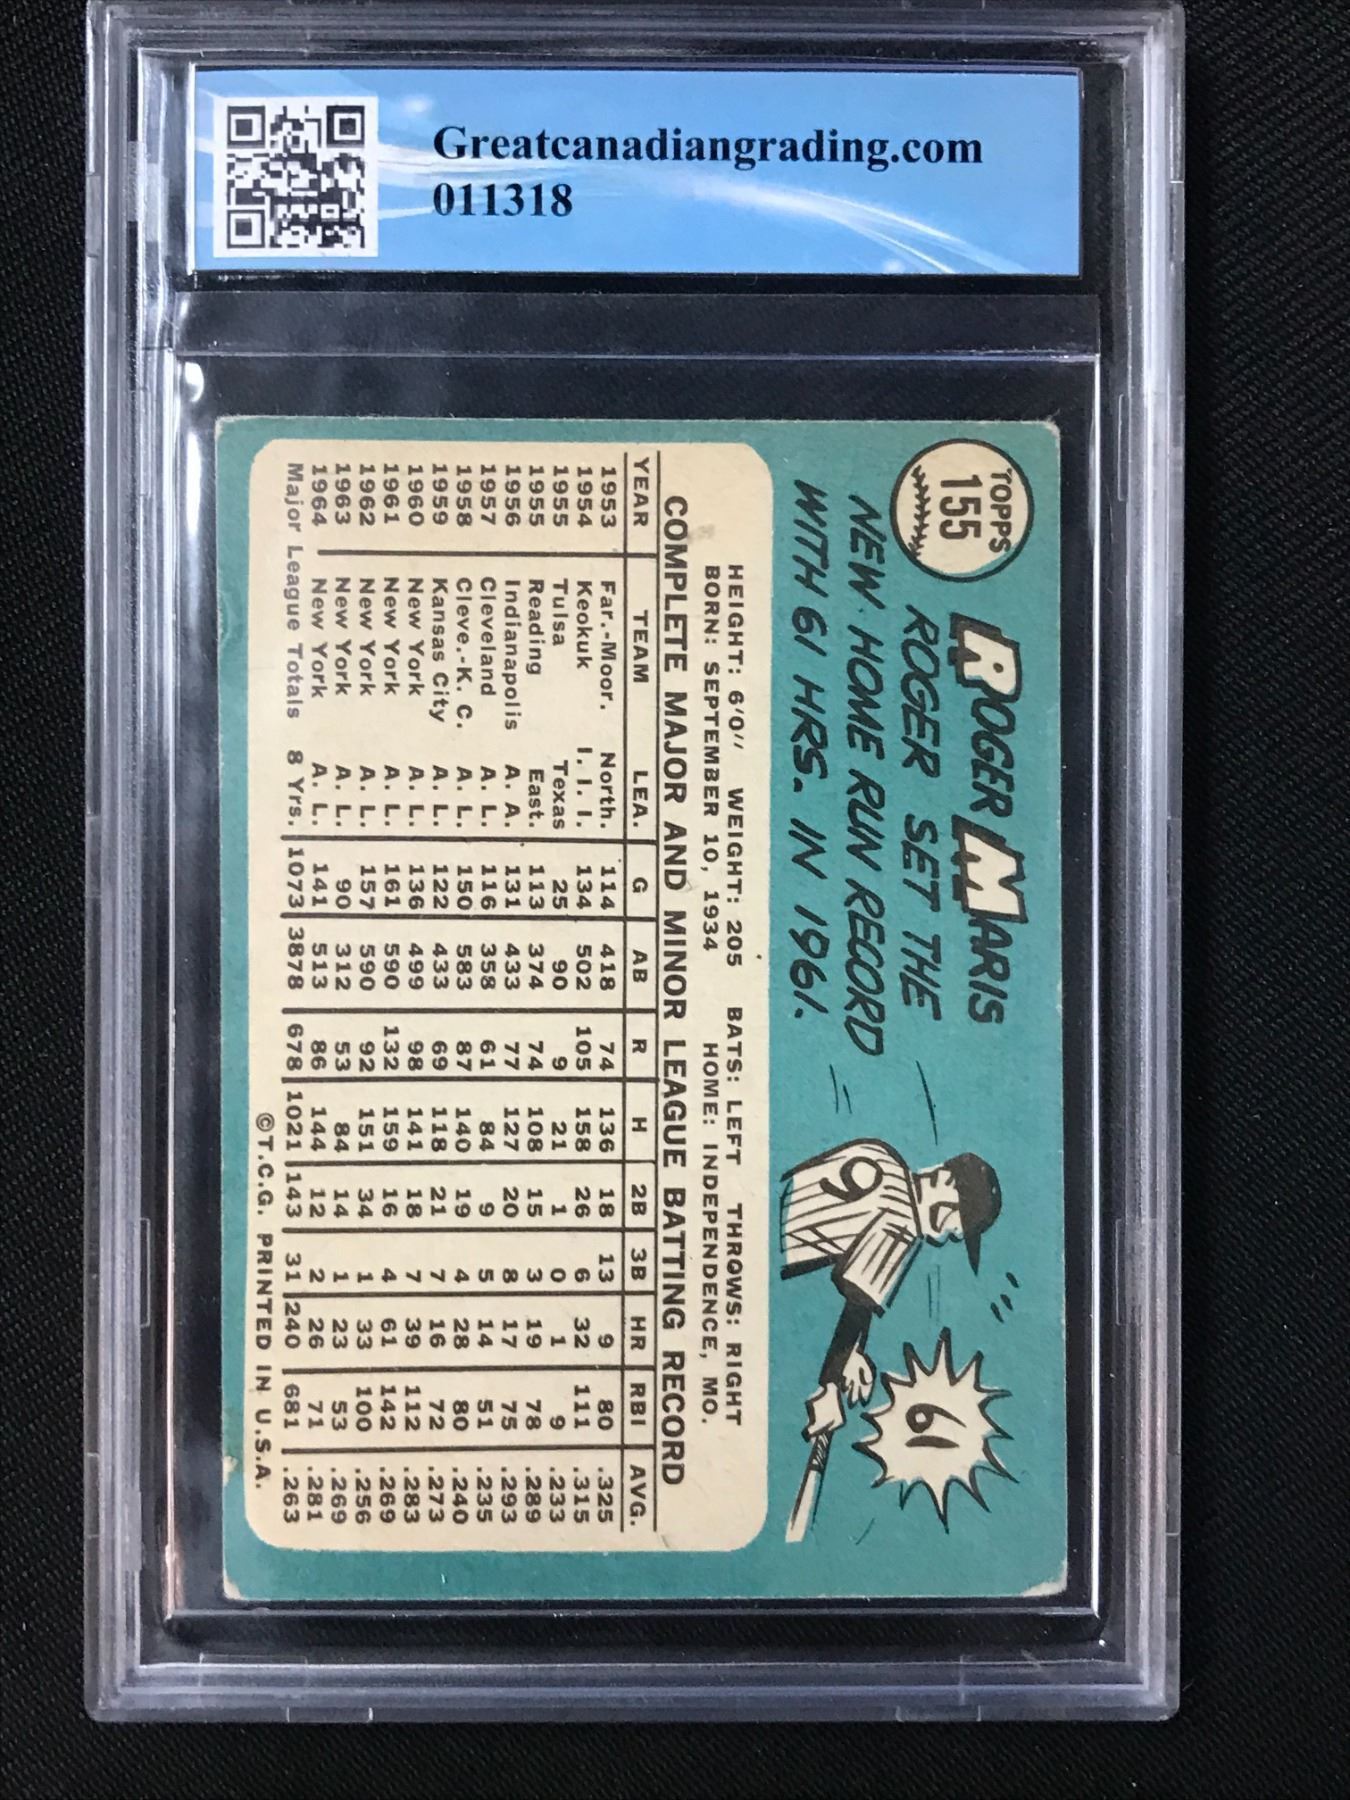 Greatcanadiangrading.com
011318
TOPPS
155
ROGER MARIS
ROGER SET THE
NEW HOME RUN RECORD
WITH 61 HRS. IN 1961.
9
61
HEIGHT: 6'0" WEIGHT: 205 BATS: LEFT THROWS: RIGHT
BORN: SEPTEMBER 10, 1934 HOME: INDEPENDENCE, MO.
COMPLETE MAJOR AND MINOR LEAGUE BATTING RECORD
YEAR TEAM LEA. G AB R H 2B 3B HR RBI AVG.
1953 Far.-Moor. North. 114 418 74 136 18 13 9 80 .325
1954 Keokuk I. I. I. 134 502 105 158 26 6 32 111 .315
1955 Tulsa Texas 25 90 9 21 1 0 1 9 .233
1955 Reading East. 113 374 74 108 15 3 19 78 .289
1956 Indianapolis A. A. 131 433 77 127 20 8 17 75 .293
1957 Cleveland A. L. 116 358 61 84 9 5 14 51 .235
1958 Cleve.-K. C. A. L. 150 583 87 140 19 4 28 80 .240
1959 Kansas City A. L. 122 433 69 118 21 7 16 72 .273
1960 New York A. L. 136 499 98 141 18 7 39 112 .283
1961 New York A. L. 161 590 132 159 16 4 61 142 .269
1962 New York A. L. 157 590 92 151 34 1 33 100 .256
1963 New York A. L. 90 312 53 84 14 1 23 53 .269
1964 New York A. L. 141 513 86 144 12 2 26 71 .281
Major League Totals 8 Yrs. 1073 3878 678 1021 143 31 240 681 .263
©T.C.G. PRINTED IN U.S.A.